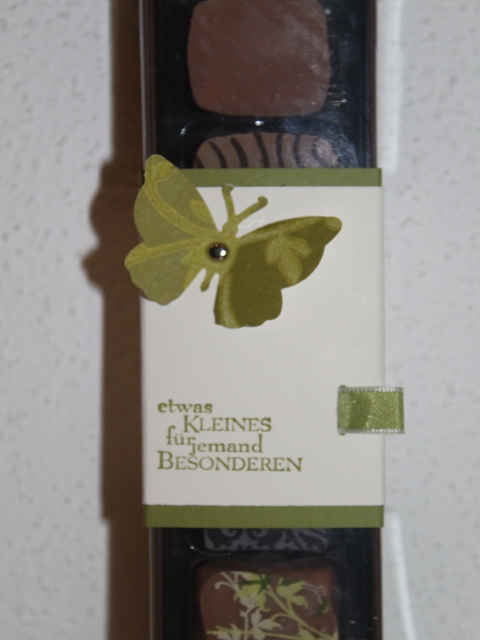 etwas
KLEINES
für
jemand
BESONDEREN